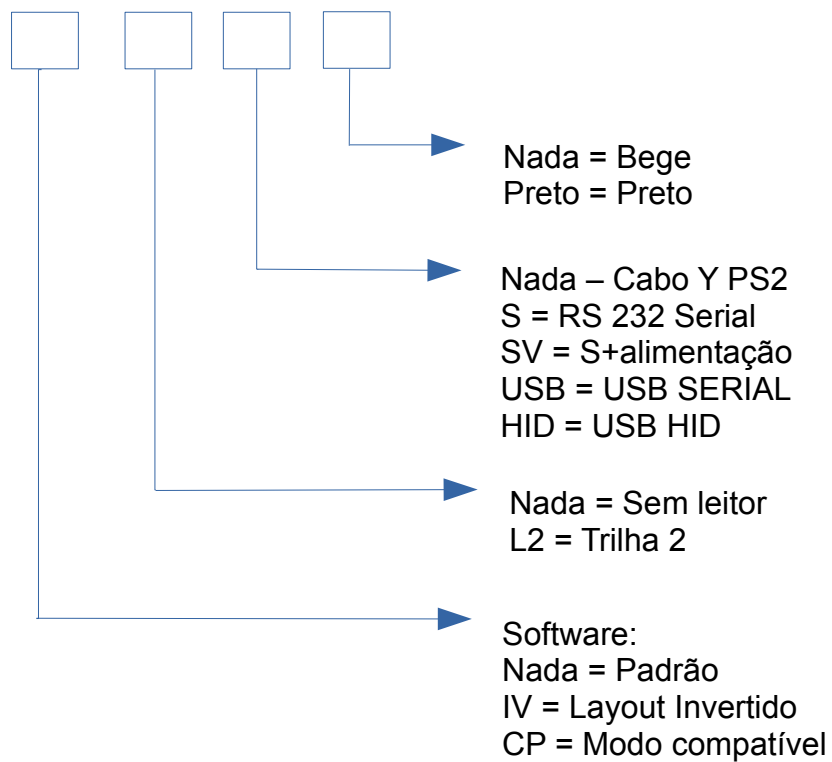 Nada = Bege
Preto = Preto
Nada – Cabo Y PS2
S = RS 232 Serial
SV = S+alimentação
USB = USB SERIAL
HID = USB HID
Nada = Sem leitor
L2 = Trilha 2
Software:
Nada = Padrão
IV = Layout Invertido
CP = Modo compatível